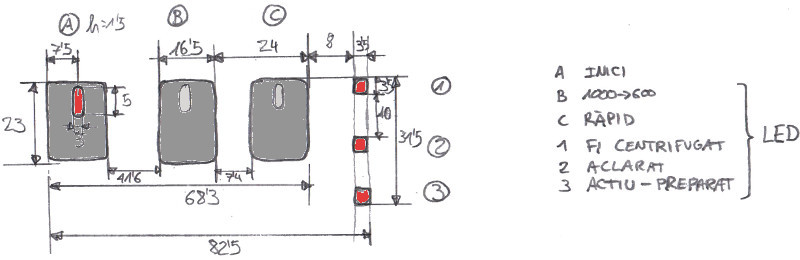 A h=1'5
B
C
7'5
16'5
24
8
3'5
5
3
23
3'5
10
31'5
1
2
3
41'6
7'4
68'3
82'5
A INICI
B 1000→600
C RÀPID
1 FI CENTRIFUGAT
2 ACLARAT
3 ACTIU-PREPARAT
LED